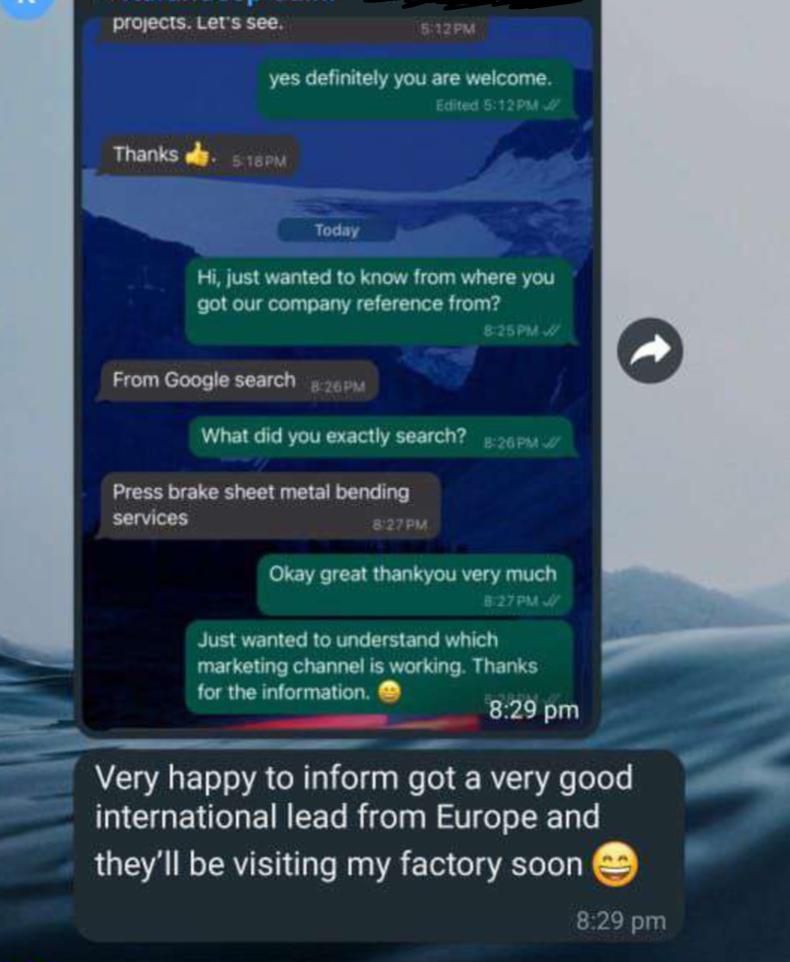 projects. Let's see.
5:12 PM
yes definitely you are welcome.
Edited 5:12 PM
Thanks 👍.
5:18 PM
Today
Hi, just wanted to know from where you
got our company reference from?
8:25 PM
From Google search
8:26 PM
What did you exactly search?
8:26 PM
Press brake sheet metal bending
services
8:27 PM
Okay great thankyou very much
8:27 PM
Just wanted to understand which
marketing channel is working. Thanks
for the information. 😄
8:29 pm
Very happy to inform got a very good
international lead from Europe and
they'll be visiting my factory soon 😄
8:29 pm